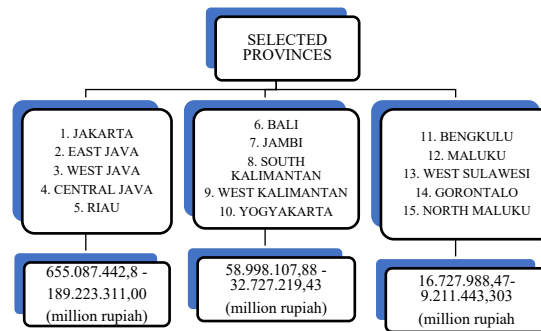 SELECTED
PROVINCES
1. JAKARTA
2. EAST JAVA
3. WEST JAVA
4. CENTRAL JAVA
5. RIAU
6. BALI
7. JAMBI
8. SOUTH
KALIMANTAN
9. WEST KALIMANTAN
10. YOGYAKARTA
11. BENGKULU
12. MALUKU
13. WEST SULAWESI
14. GORONTALO
15. NORTH MALUKU
655.087.442,8 -
189.223.311,00
(million rupiah)
58.998.107,88 -
32.727.219,43
(million rupiah)
16.727.988,47-
9.211.443,303
(million rupiah